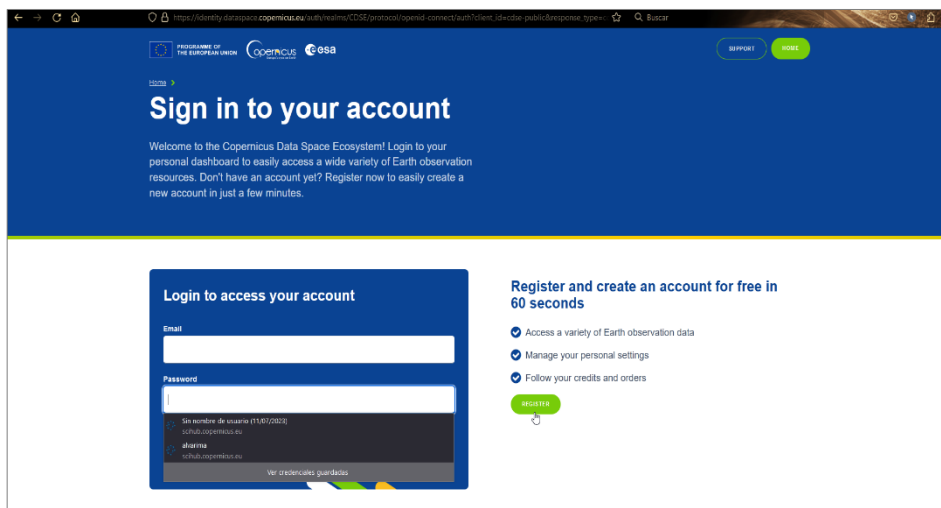 https://identity.dataspace.copernicus.eu/auth/realms/CDSE/protocol/openid-connect/auth?client_id=cdse-public&response_type=c
Buscar
PROGRAMME OF
THE EUROPEAN UNION
Copernicus
esa
SUPPORT
HOME
Home >
Sign in to your account
Welcome to the Copernicus Data Space Ecosystem! Login to your
personal dashboard to easily access a wide variety of Earth observation
resources. Don't have an account yet? Register now to easily create a
new account in just a few minutes.
Login to access your account
Email
Password
Sin nombre de usuario (11/07/2023)
scihub.copernicus.eu
alvarima
scihub.copernicus.eu
Ver credenciales guardadas
Register and create an account for free in
60 seconds
Access a variety of Earth observation data
Manage your personal settings
Follow your credits and orders
REGISTER